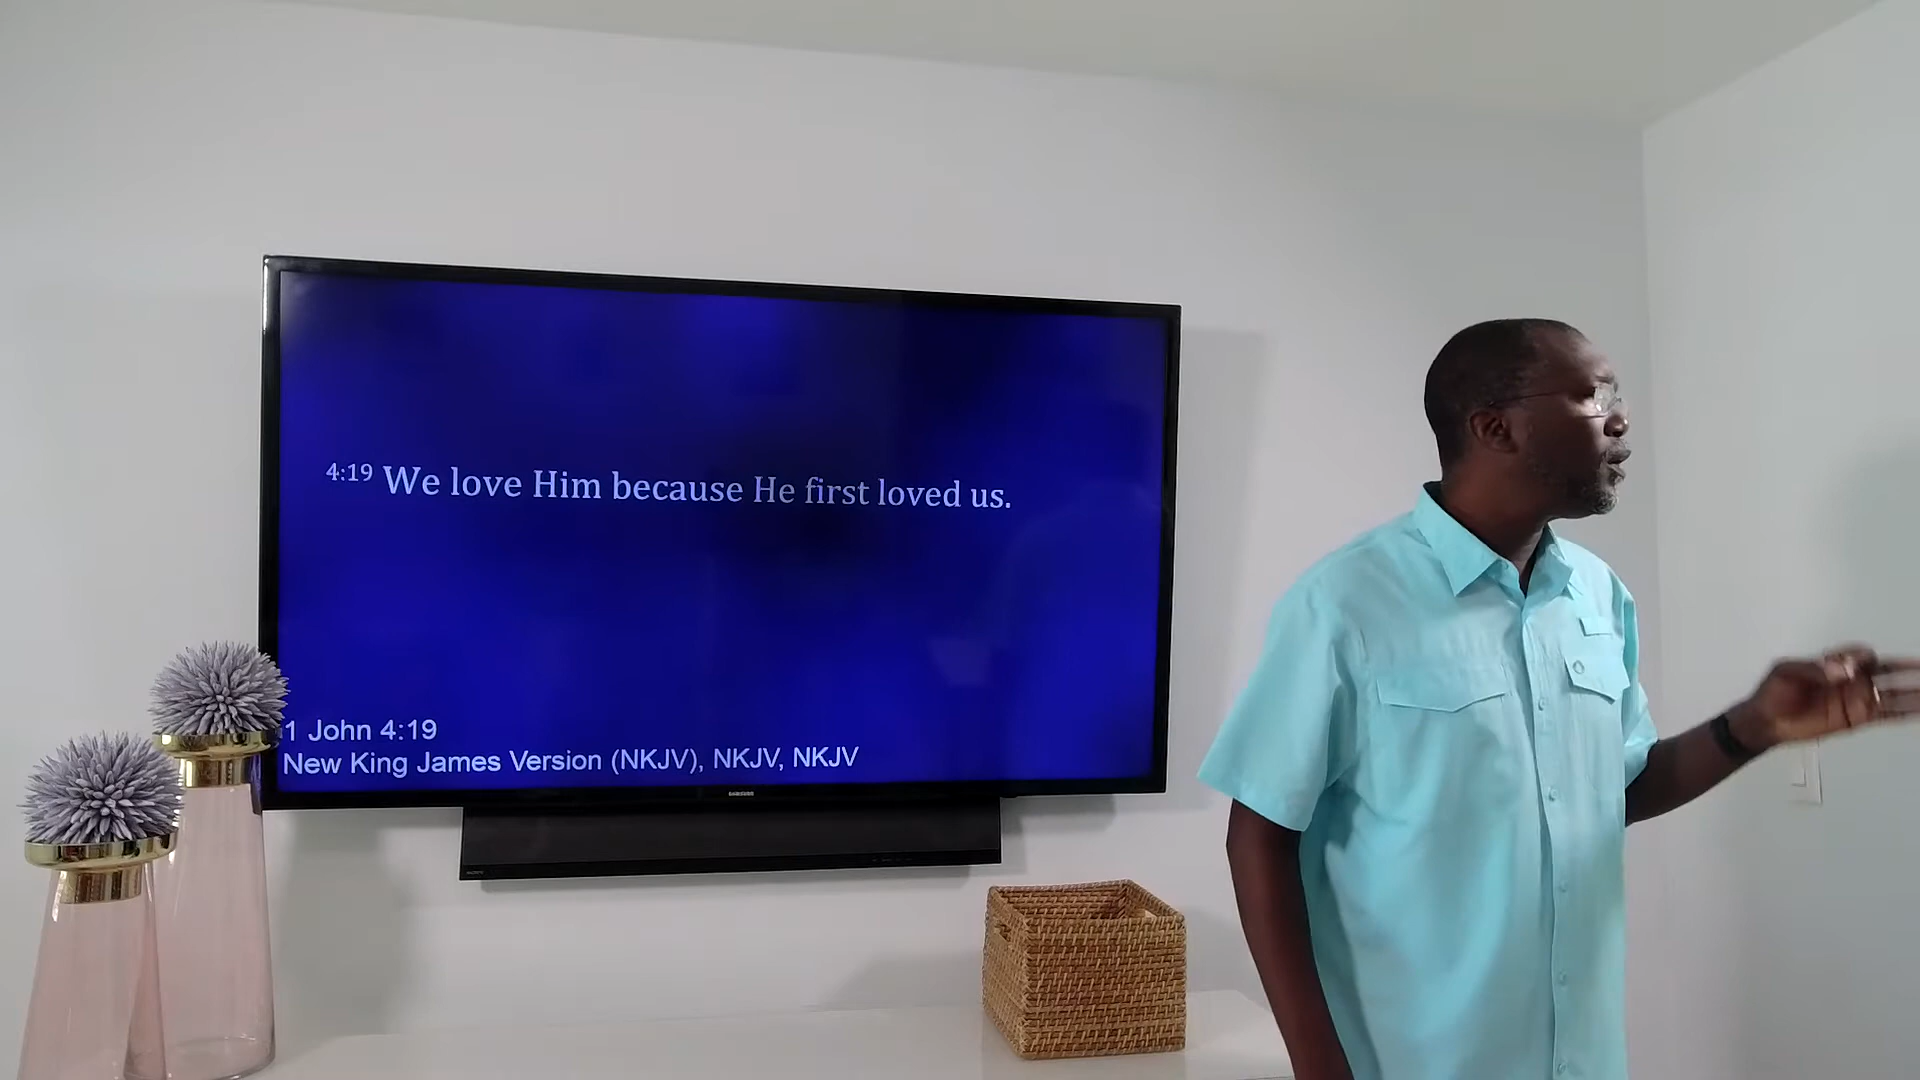 4:19 We love Him because He first loved us.
1 John 4:19
New King James Version (NKJV), NKJV, NKJV
SAMSUNG